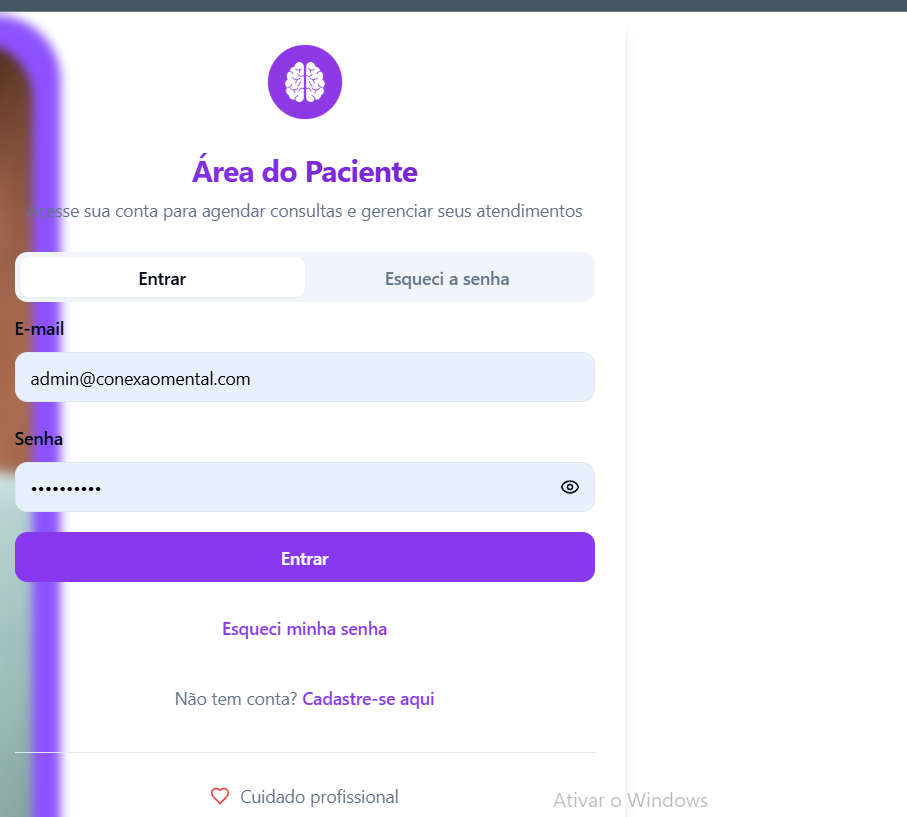 Área do Paciente
Acesse sua conta para agendar consultas e gerenciar seus atendimentos
Entrar
Esqueci a senha
E-mail
admin@conexaomental.com
Senha
••••••••••
Entrar
Esqueci minha senha
Não tem conta? Cadastre-se aqui
Cuidado profissional
Ativar o Windows